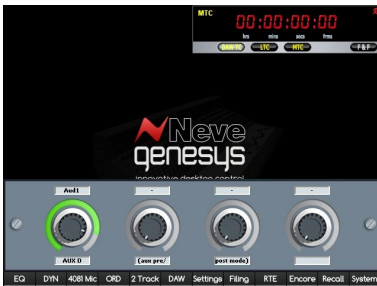 MTC 00:00:00:00
hrs mins secs frms
DAW TC LTC MTC F & F
Neve
genesys
innovative desktop control
Aud1 - - -
AUX 0 (aux pre/ post mode)
EQ DYN 4081 Mic ORD 2 Track DAW Settings Filing RTE Encore Recall System